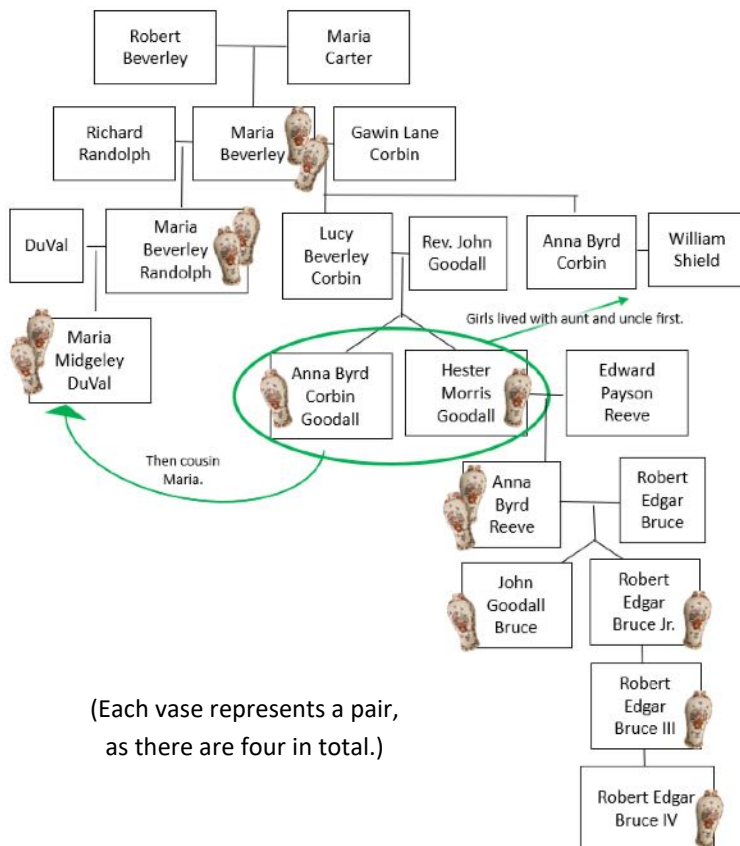 Robert
Beverley
Maria
Carter
Richard
Randolph
Maria
Beverley
Gawin Lane
Corbin
DuVal
Maria
Beverley
Randolph
Lucy
Beverley
Corbin
Rev. John
Goodall
Anna Byrd
Corbin
William
Shield
Girls lived with aunt and uncle first.
Maria
Midgeley
DuVal
Anna Byrd
Corbin
Goodall
Hester
Morris
Goodall
Edward
Payson
Reeve
Then cousin
Maria.
Anna
Byrd
Reeve
Robert
Edgar
Bruce
John
Goodall
Bruce
Robert
Edgar
Bruce Jr.
(Each vase represents a pair,
as there are four in total.)
Robert
Edgar
Bruce III
Robert Edgar
Bruce IV